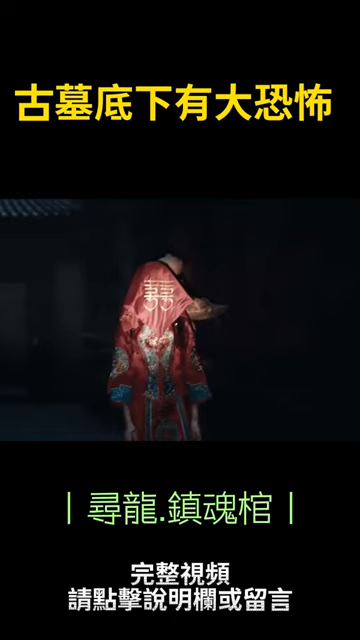 古墓底下有大恐怖
囍
| 尋龍.鎮魂棺 |
完整視頻
請點擊說明欄或留言